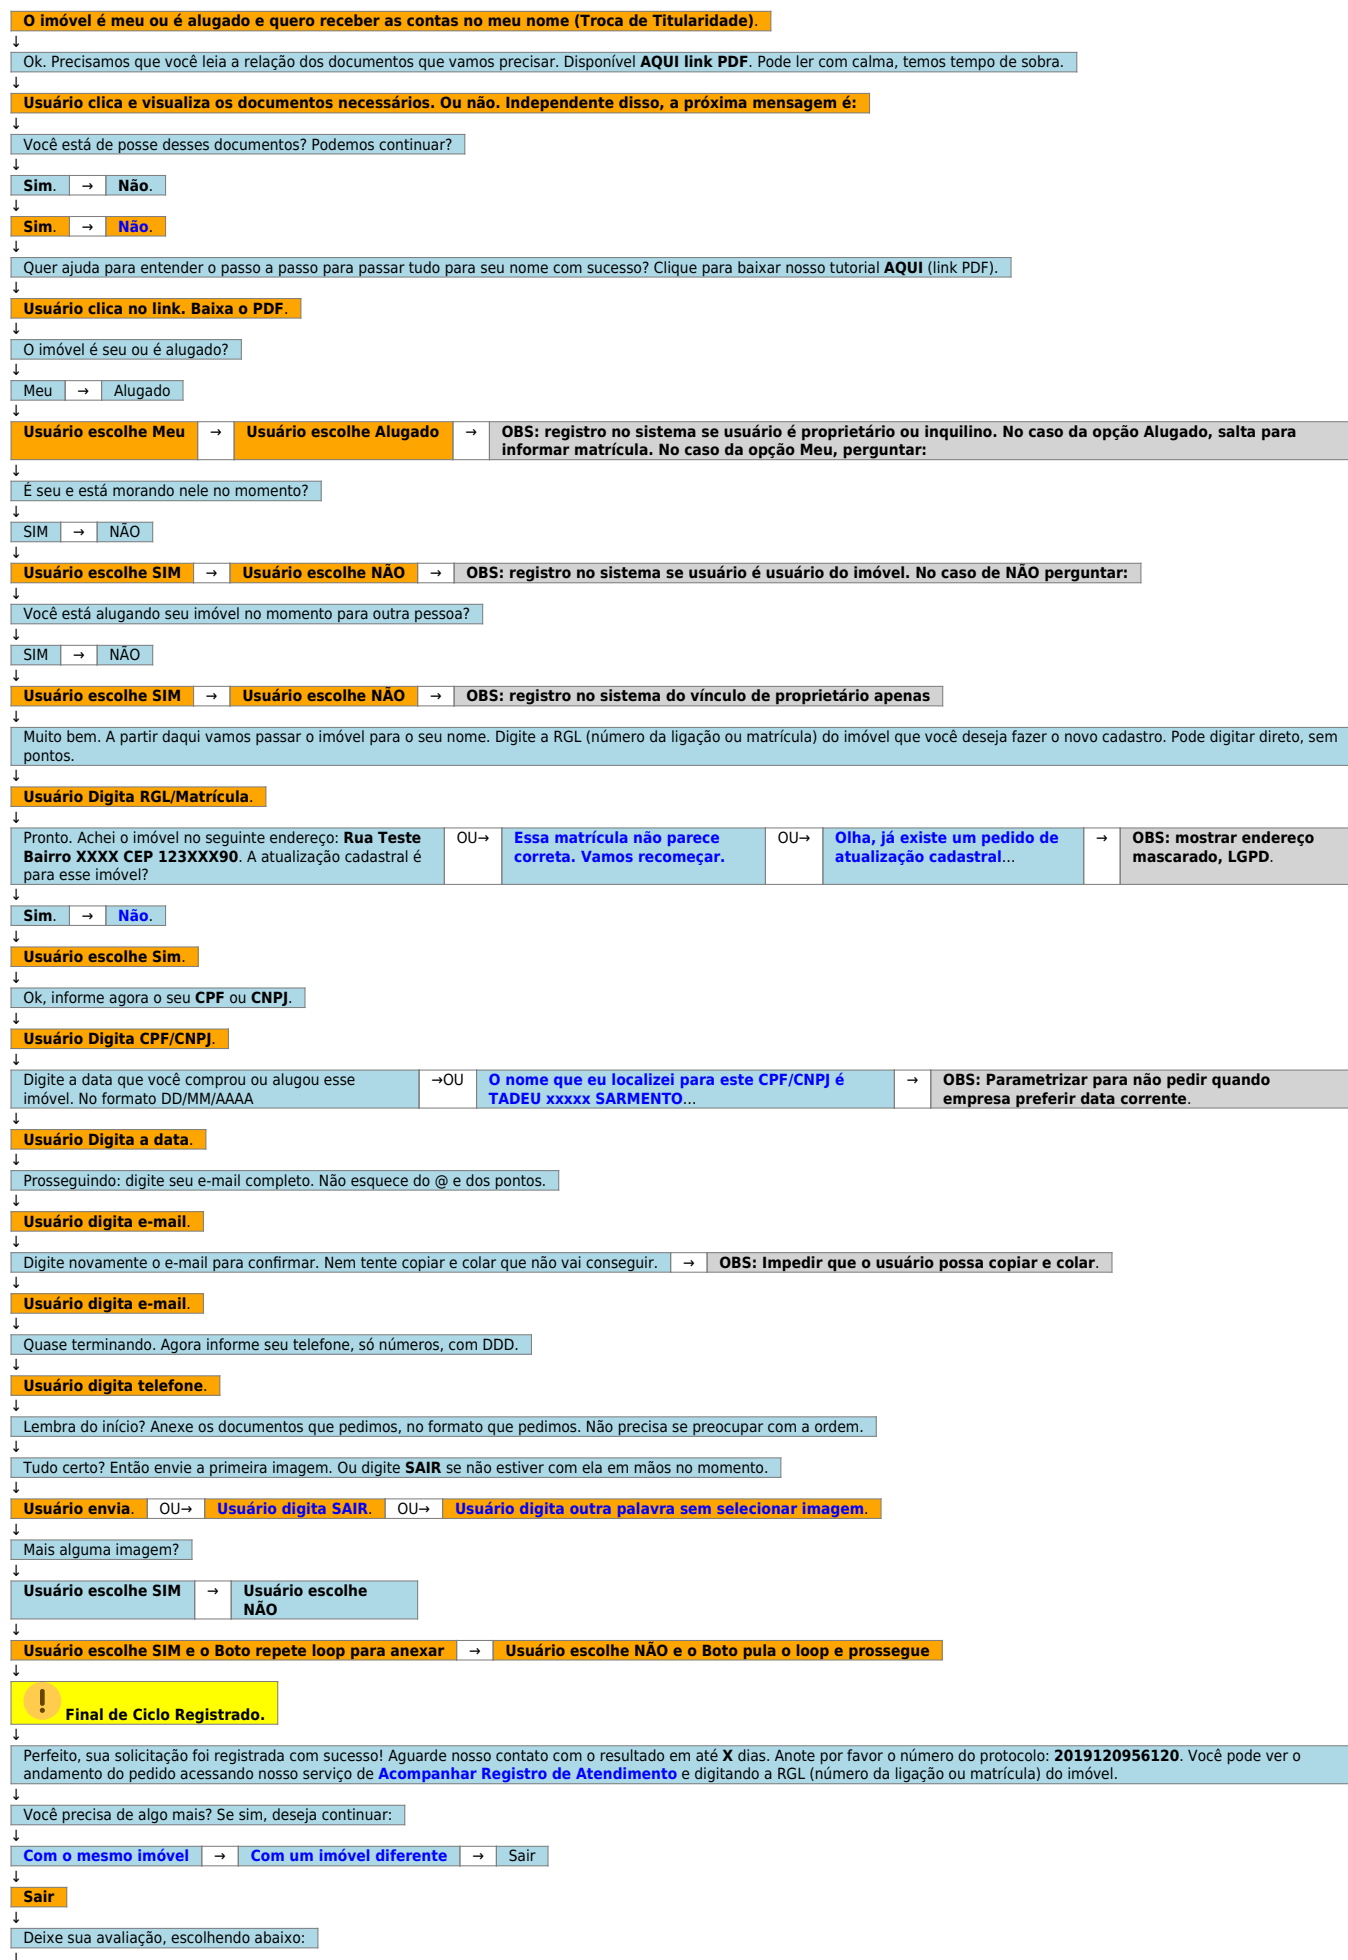 O imóvel é meu ou é alugado e quero receber as contas no meu nome (Troca de Titularidade).
↓
Ok. Precisamos que você leia a relação dos documentos que vamos precisar. Disponível AQUI link PDF. Pode ler com calma, temos tempo de sobra.
↓
Usuário clica e visualiza os documentos necessários. Ou não. Independente disso, a próxima mensagem é:
↓
Você está de posse desses documentos? Podemos continuar?
↓
Sim. → Não.
↓
Sim. → Não.
↓
Quer ajuda para entender o passo a passo para passar tudo para seu nome com sucesso? Clique para baixar nosso tutorial AQUI (link PDF).
↓
Usuário clica no link. Baixa o PDF.
↓
O imóvel é seu ou é alugado?
↓
Meu → Alugado
↓
Usuário escolhe Meu → Usuário escolhe Alugado → OBS: registro no sistema se usuário é proprietário ou inquilino. No caso da opção Alugado, salta para
informar matrícula. No caso da opção Meu, perguntar:
↓
É seu e está morando nele no momento?
↓
SIM → NÃO
↓
Usuário escolhe SIM → Usuário escolhe NÃO → OBS: registro no sistema se usuário é usuário do imóvel. No caso de NÃO perguntar:
↓
Você está alugando seu imóvel no momento para outra pessoa?
↓
SIM → NÃO
↓
Usuário escolhe SIM → Usuário escolhe NÃO → OBS: registro no sistema do vínculo de proprietário apenas
↓
Muito bem. A partir daqui vamos passar o imóvel para o seu nome. Digite a RGL (número da ligação ou matrícula) do imóvel que você deseja fazer o novo cadastro. Pode digitar direto, sem
pontos.
↓
Usuário Digita RGL/Matrícula.
↓
Pronto. Achei o imóvel no seguinte endereço: Rua Teste
Bairro XXXX CEP 123XXX90. A atualização cadastral é
para esse imóvel?
OU→
Essa matrícula não parece
correta. Vamos recomeçar.
OU→
Olha, já existe um pedido de
atualização cadastral...
→
OBS: mostrar endereço
mascarado, LGPD.
↓
Sim. → Não.
↓
Usuário escolhe Sim.
↓
Ok, informe agora o seu CPF ou CNPJ.
↓
Usuário Digita CPF/CNPJ.
↓
Digite a data que você comprou ou alugou esse
imóvel. No formato DD/MM/AAAA
→OU
O nome que eu localizei para este CPF/CNPJ é
TADEU xxxxx SARMENTO...
→
OBS: Parametrizar para não pedir quando
empresa preferir data corrente.
↓
Usuário Digita a data.
↓
Prosseguindo: digite seu e-mail completo. Não esquece do @ e dos pontos.
↓
Usuário digita e-mail.
↓
Digite novamente o e-mail para confirmar. Nem tente copiar e colar que não vai conseguir. → OBS: Impedir que o usuário possa copiar e colar.
↓
Usuário digita e-mail.
↓
Quase terminando. Agora informe seu telefone, só números, com DDD.
↓
Usuário digita telefone.
↓
Lembra do início? Anexe os documentos que pedimos, no formato que pedimos. Não precisa se preocupar com a ordem.
↓
Tudo certo? Então envie a primeira imagem. Ou digite SAIR se não estiver com ela em mãos no momento.
↓
Usuário envia. OU→ Usuário digita SAIR. OU→ Usuário digita outra palavra sem selecionar imagem.
↓
Mais alguma imagem?
↓
Usuário escolhe SIM → Usuário escolhe
NÃO
↓
Usuário escolhe SIM e o Boto repete loop para anexar → Usuário escolhe NÃO e o Boto pula o loop e prossegue
↓
Final de Ciclo Registrado.
↓
Perfeito, sua solicitação foi registrada com sucesso! Aguarde nosso contato com o resultado em até X dias. Anote por favor o número do protocolo: 2019120956120. Você pode ver o
andamento do pedido acessando nosso serviço de Acompanhar Registro de Atendimento e digitando a RGL (número da ligação ou matrícula) do imóvel.
↓
Você precisa de algo mais? Se sim, deseja continuar:
↓
Com o mesmo imóvel → Com um imóvel diferente → Sair
↓
Sair
↓
Deixe sua avaliação, escolhendo abaixo:
↓